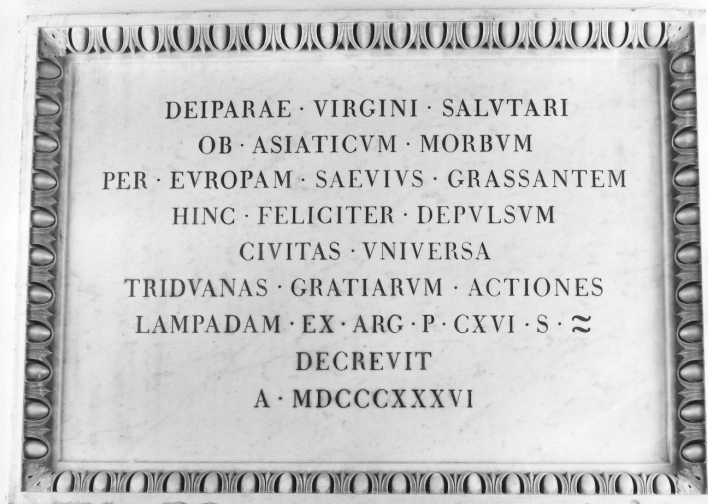 DEIPARAE · VIRGINI · SALVTARI
OB · ASIATICVM · MORBVM
PER · EVROPAM · SAEVIVS · GRASSANTEM
HINC · FELICITER · DEPVLSVM
CIVITAS · VNIVERSA
TRIDVANAS · GRATIARVM · ACTIONES
LAMPADAM · EX · ARG · P · CXVI · S · ≈
DECREVIT
A · MDCCCXXXVI